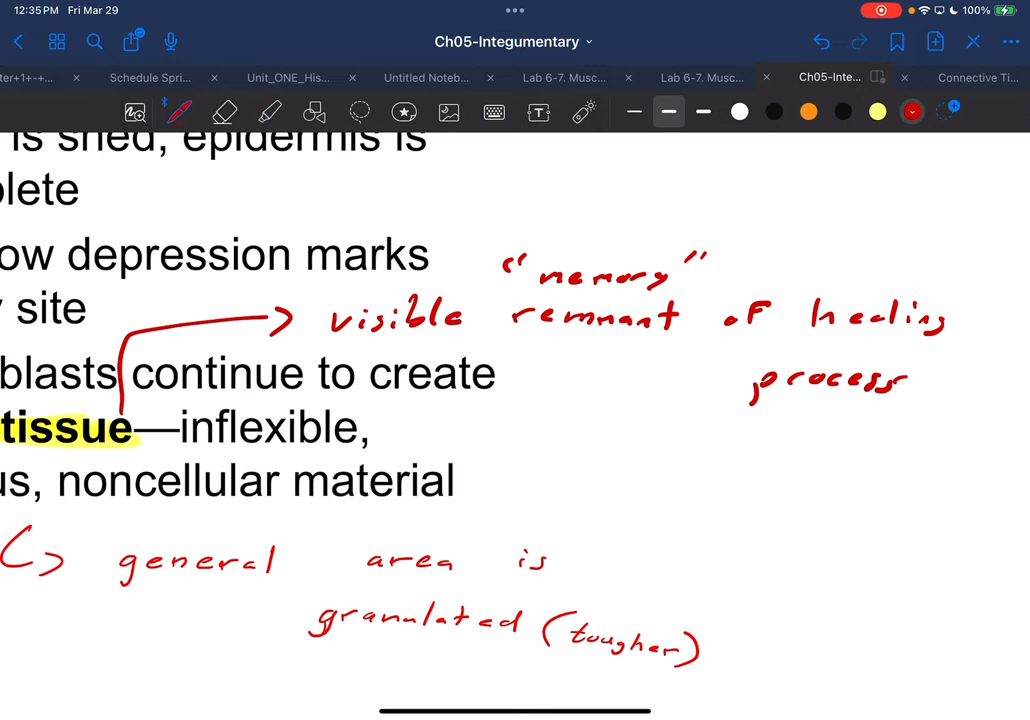 12:35 PM Fri Mar 29
100%
Ch05-Integumentary
ter+1+-+...
Schedule Spri...
Unit_ONE_His...
Untitled Noteb...
Lab 6-7. Musc...
Lab 6-7. Musc...
Ch05-Inte...
Connective Ti...
is shed, epidermis is
plete
ow depression marks
"memory"
y site
visible remnant of healing
blasts continue to create
process
tissue—inflexible,
us, noncellular material
general area is
granulated (tougher)